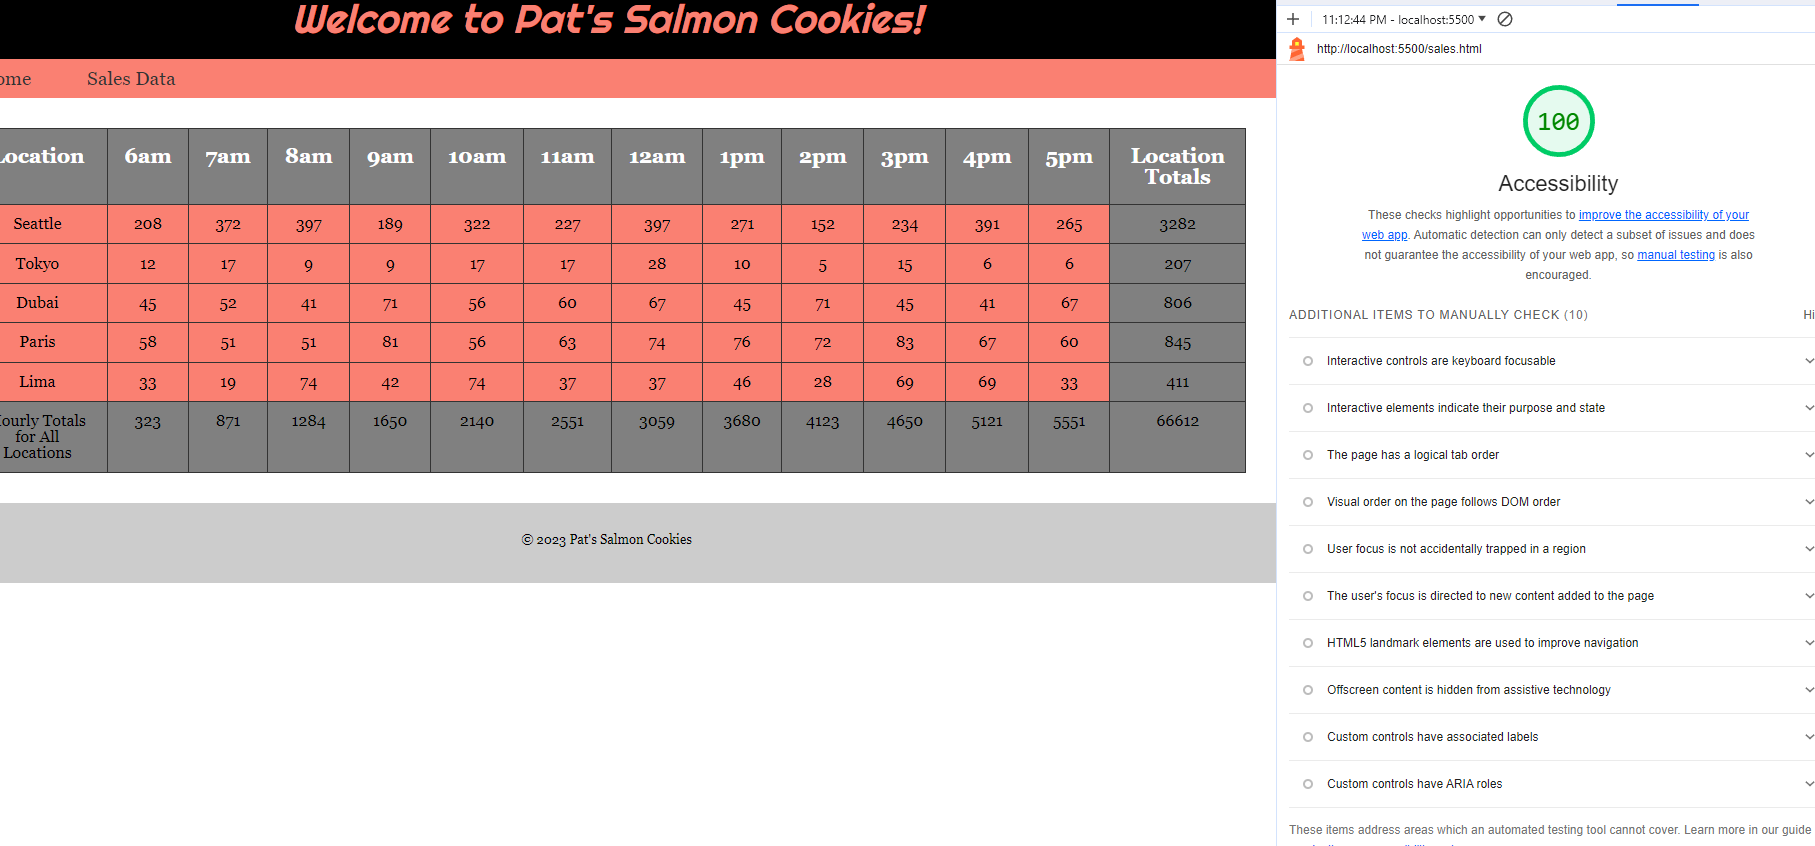 Welcome to Pat's Salmon Cookies!
ome Sales Data
Location 6am 7am 8am 9am 10am 11am 12am 1pm 2pm 3pm 4pm 5pm Location Totals
Seattle 208 372 397 189 322 227 397 271 152 234 391 265 3282
Tokyo 12 17 9 9 17 17 28 10 5 15 6 6 207
Dubai 45 52 41 71 56 60 67 45 71 45 41 67 806
Paris 58 51 51 81 56 63 74 76 72 83 67 60 845
Lima 33 19 74 42 74 37 37 46 28 69 69 33 411
ourly Totals for All Locations 323 871 1284 1650 2140 2551 3059 3680 4123 4650 5121 5551 66612
© 2023 Pat's Salmon Cookies
11:12:44 PM - localhost:5500
http://localhost:5500/sales.html
100
Accessibility
These checks highlight opportunities to improve the accessibility of your
web app. Automatic detection can only detect a subset of issues and does
not guarantee the accessibility of your web app, so manual testing is also
encouraged.
ADDITIONAL ITEMS TO MANUALLY CHECK (10) Hi
Interactive controls are keyboard focusable
Interactive elements indicate their purpose and state
The page has a logical tab order
Visual order on the page follows DOM order
User focus is not accidentally trapped in a region
The user's focus is directed to new content added to the page
HTML5 landmark elements are used to improve navigation
Offscreen content is hidden from assistive technology
Custom controls have associated labels
Custom controls have ARIA roles
These items address areas which an automated testing tool cannot cover. Learn more in our guide